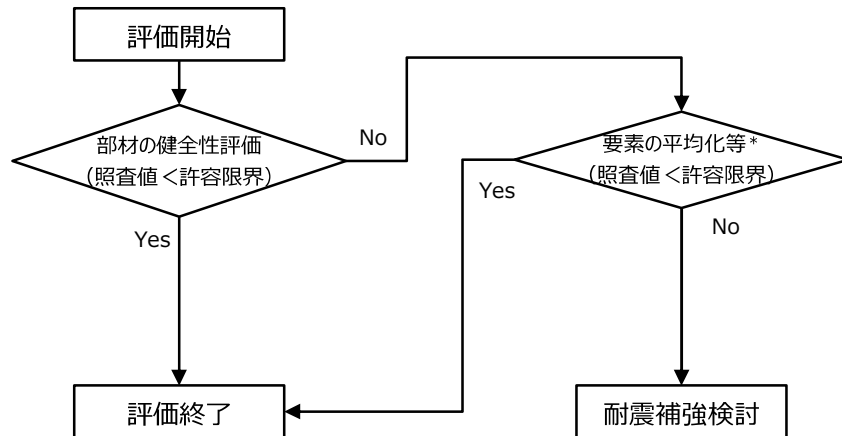 評価開始
部材の健全性評価
(照査値<許容限界)
No
Yes
要素の平均化等*
(照査値<許容限界)
Yes
No
評価終了
耐震補強検討